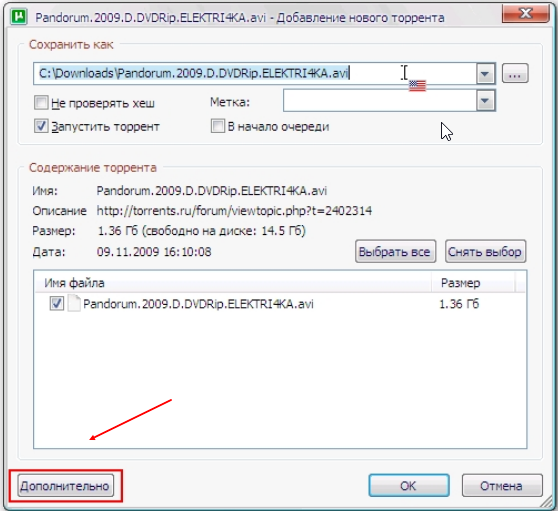 Pandorum.2009.D.DVDRip.ELEKTRI4KA.avi - Добавление нового торрента
Сохранить как
C:\Downloads\Pandorum.2009.D.DVDRip.ELEKTRI4KA.avi
...
Не проверять хеш
Метка:
Запустить торрент
В начало очереди
Содержание торрента
Имя: Pandorum.2009.D.DVDRip.ELEKTRI4KA.avi
Описание http://torrents.ru/forum/viewtopic.php?t=2402314
Размер: 1.36 Гб (свободно на диске: 14.5 Гб)
Дата: 09.11.2009 16:10:08
Выбрать все Снять выбор
Имя файла Размер
Pandorum.2009.D.DVDRip.ELEKTRI4KA.avi 1.36 Гб
Дополнительно OK Отмена